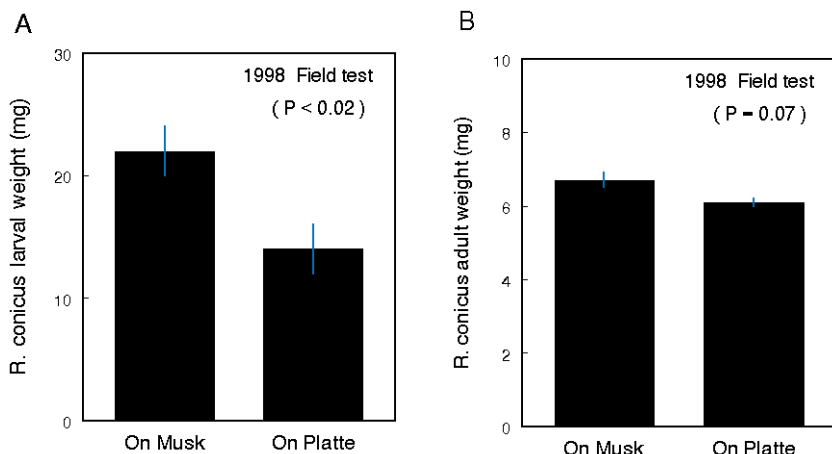 A
R. conicus larval weight (mg)
30
20
10
0
1998 Field test
( P < 0.02 )
On Musk
On Platte
B
R. conicus adult weight (mg)
10
8
6
4
2
0
1998 Field test
( P = 0.07 )
On Musk
On Platte